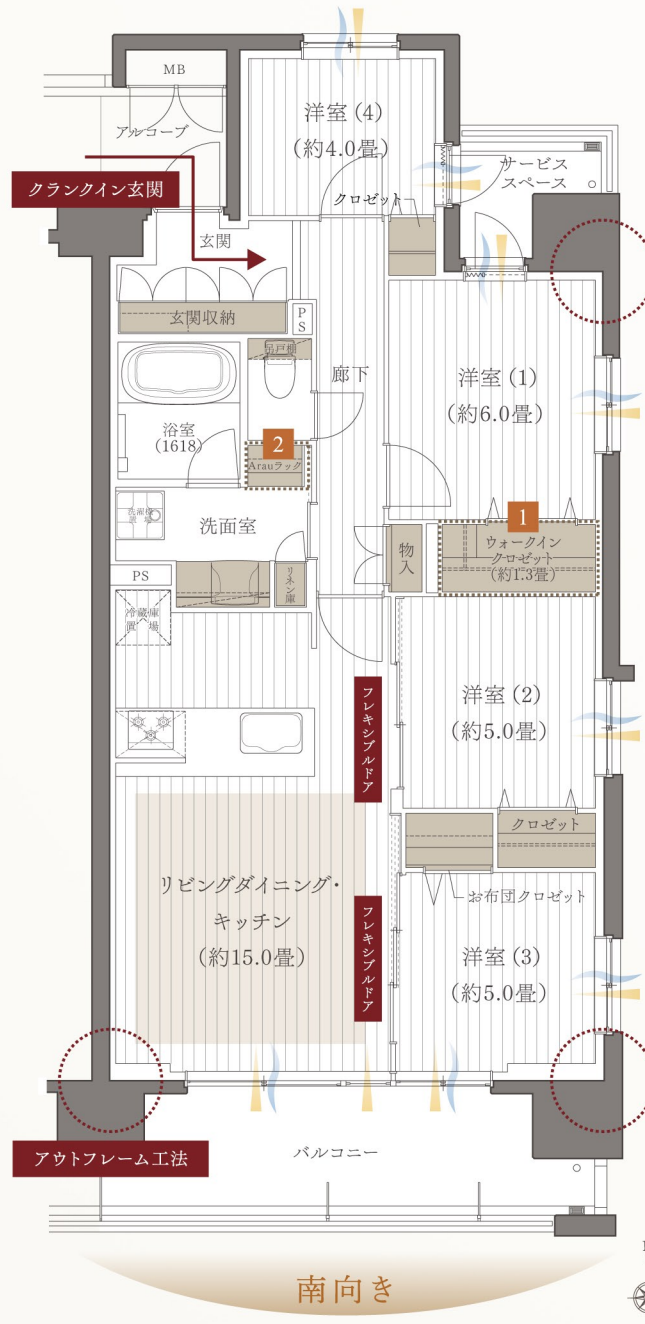 MB
アルコーブ
クランクイン玄関
洋室(4)
(約4.0畳)
サービス
スペース
クロゼット
玄関
玄関収納
PS
吊戸棚
廊下
洋室(1)
(約6.0畳)
浴室
(1618)
2
Arauラック
洗濯機
置場
洗面室
リネン庫
物入
1
ウォークイン
クロゼット
(約1.3畳)
PS
冷蔵庫
置場
フレキシブルドア
洋室(2)
(約5.0畳)
クロゼット
お布団クロゼット
リビングダイニング・
キッチン
(約15.0畳)
フレキシブルドア
洋室(3)
(約5.0畳)
アウトフレーム工法
バルコニー
南向き